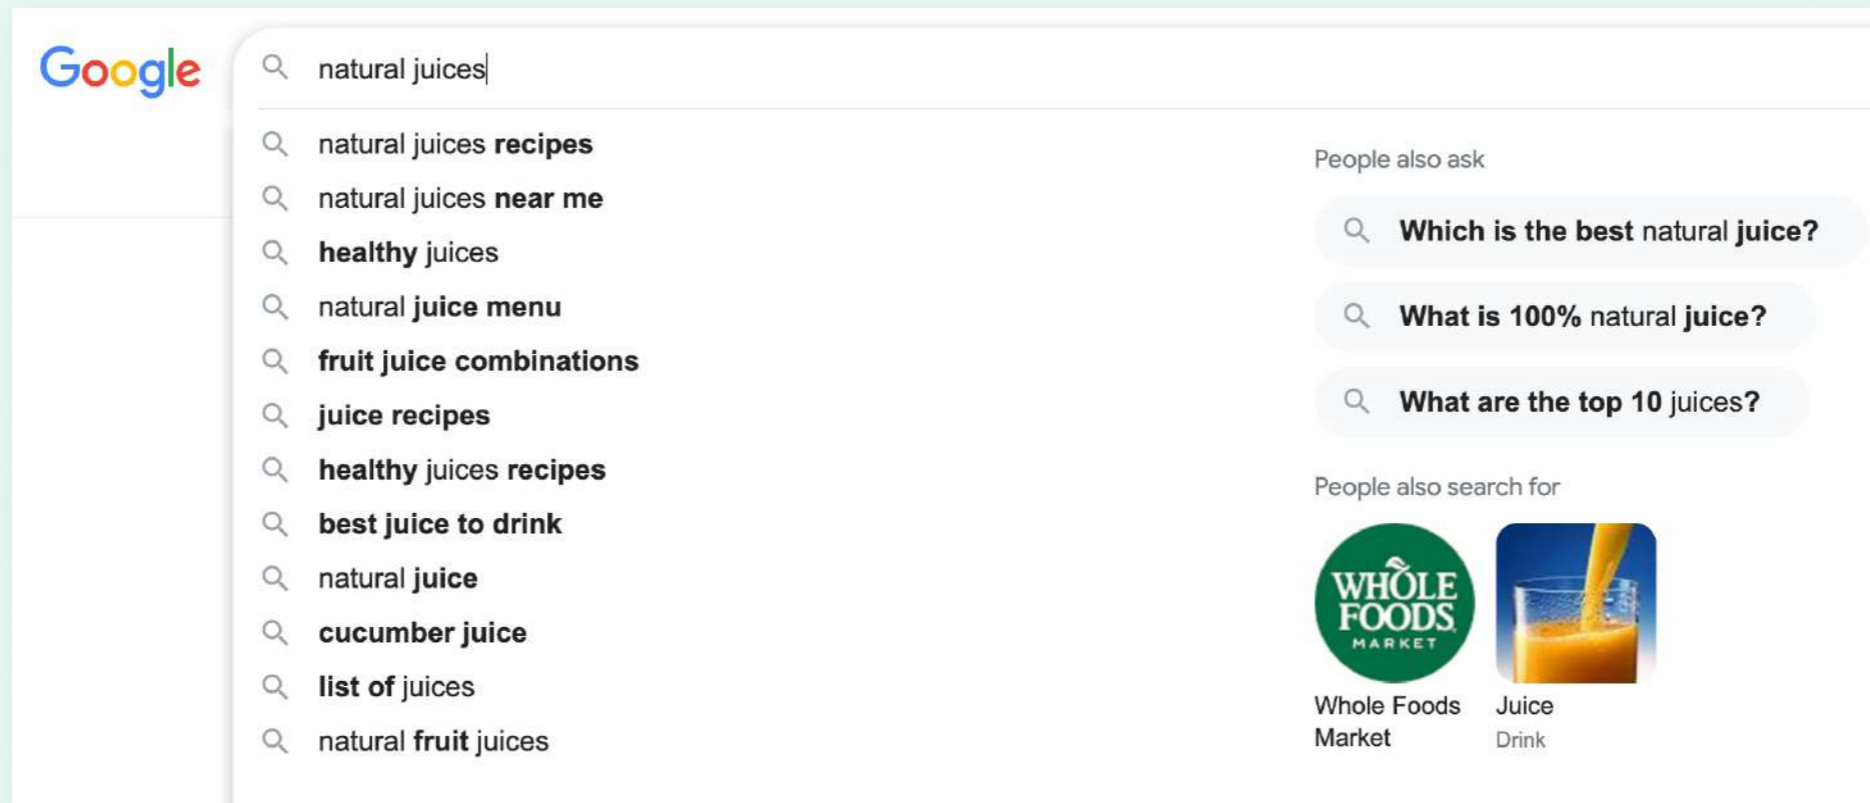 Google
natural juices
natural juices recipes
natural juices near me
healthy juices
natural juice menu
fruit juice combinations
juice recipes
healthy juices recipes
best juice to drink
natural juice
cucumber juice
list of juices
natural fruit juices
People also ask
Which is the best natural juice?
What is 100% natural juice?
What are the top 10 juices?
People also search for
WHOLE
FOODS
MARKET
Whole Foods
Market
Juice
Drink